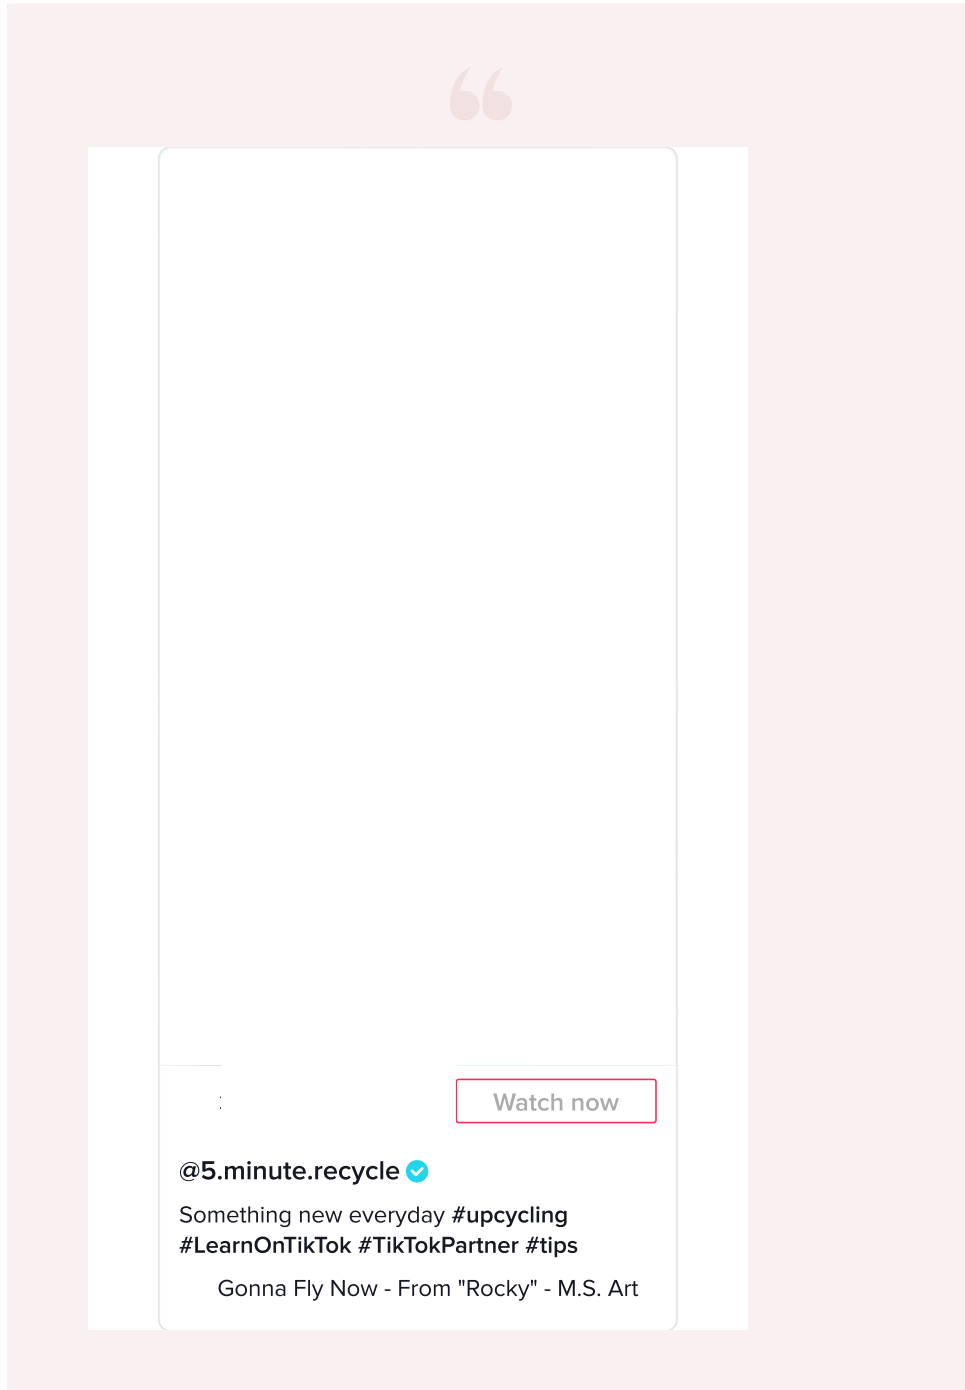 “
Watch now
@5.minute.recycle
Something new everyday #upcycling
#LearnOnTikTok #TikTokPartner #tips
Gonna Fly Now - From "Rocky" - M.S. Art